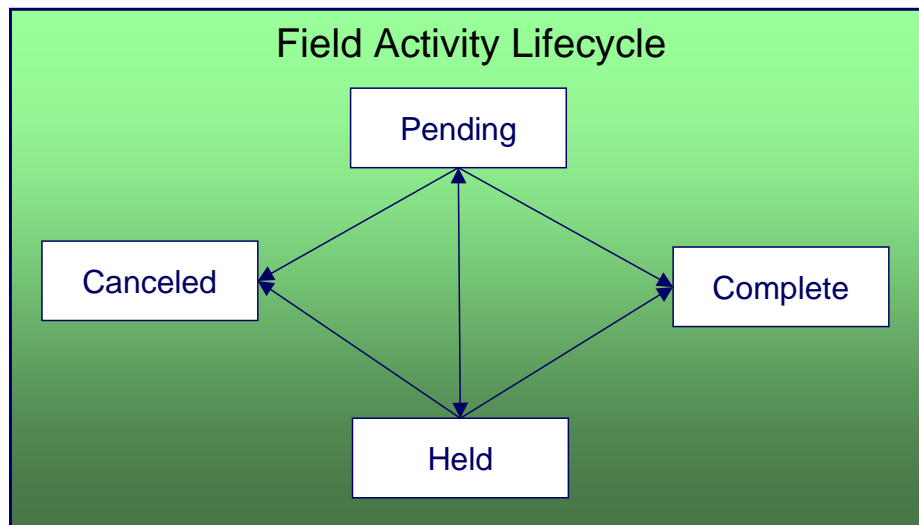 Field Activity Lifecycle
Pending
Canceled
Complete
Held